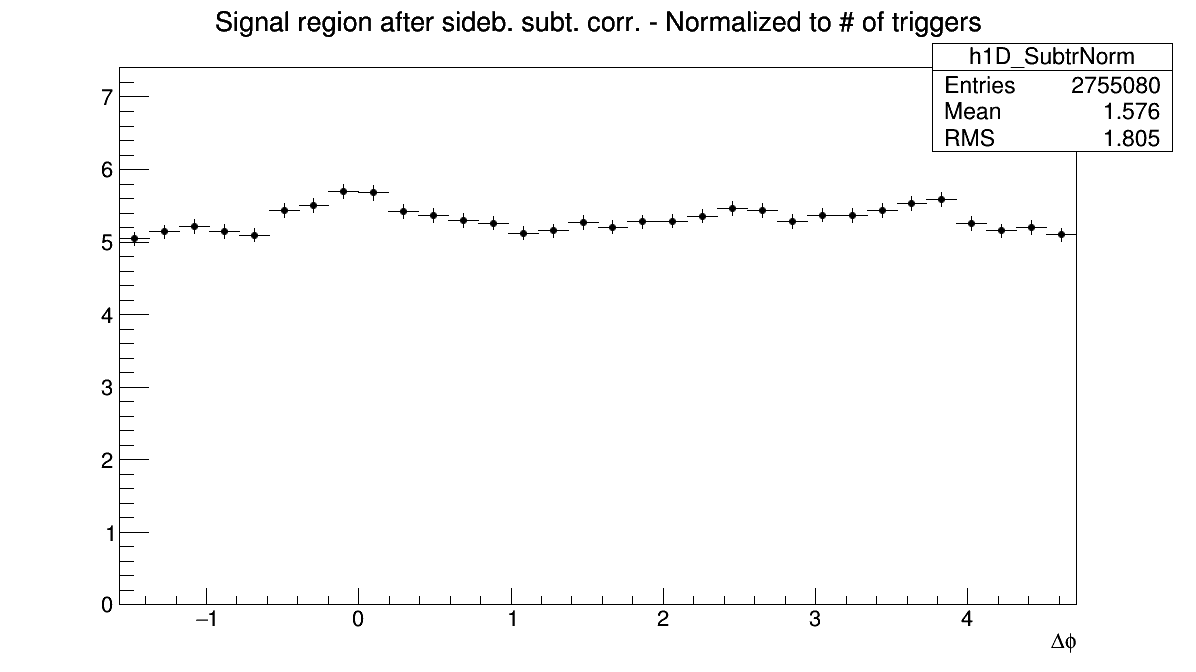 Signal region after sideb. subt. corr. - Normalized to # of triggers
h1D_SubtrNorm
Entries 2755080
Mean 1.576
RMS 1.805
7
6
5
4
3
2
1
0
−1 0 1 2 3 4
Δϕ